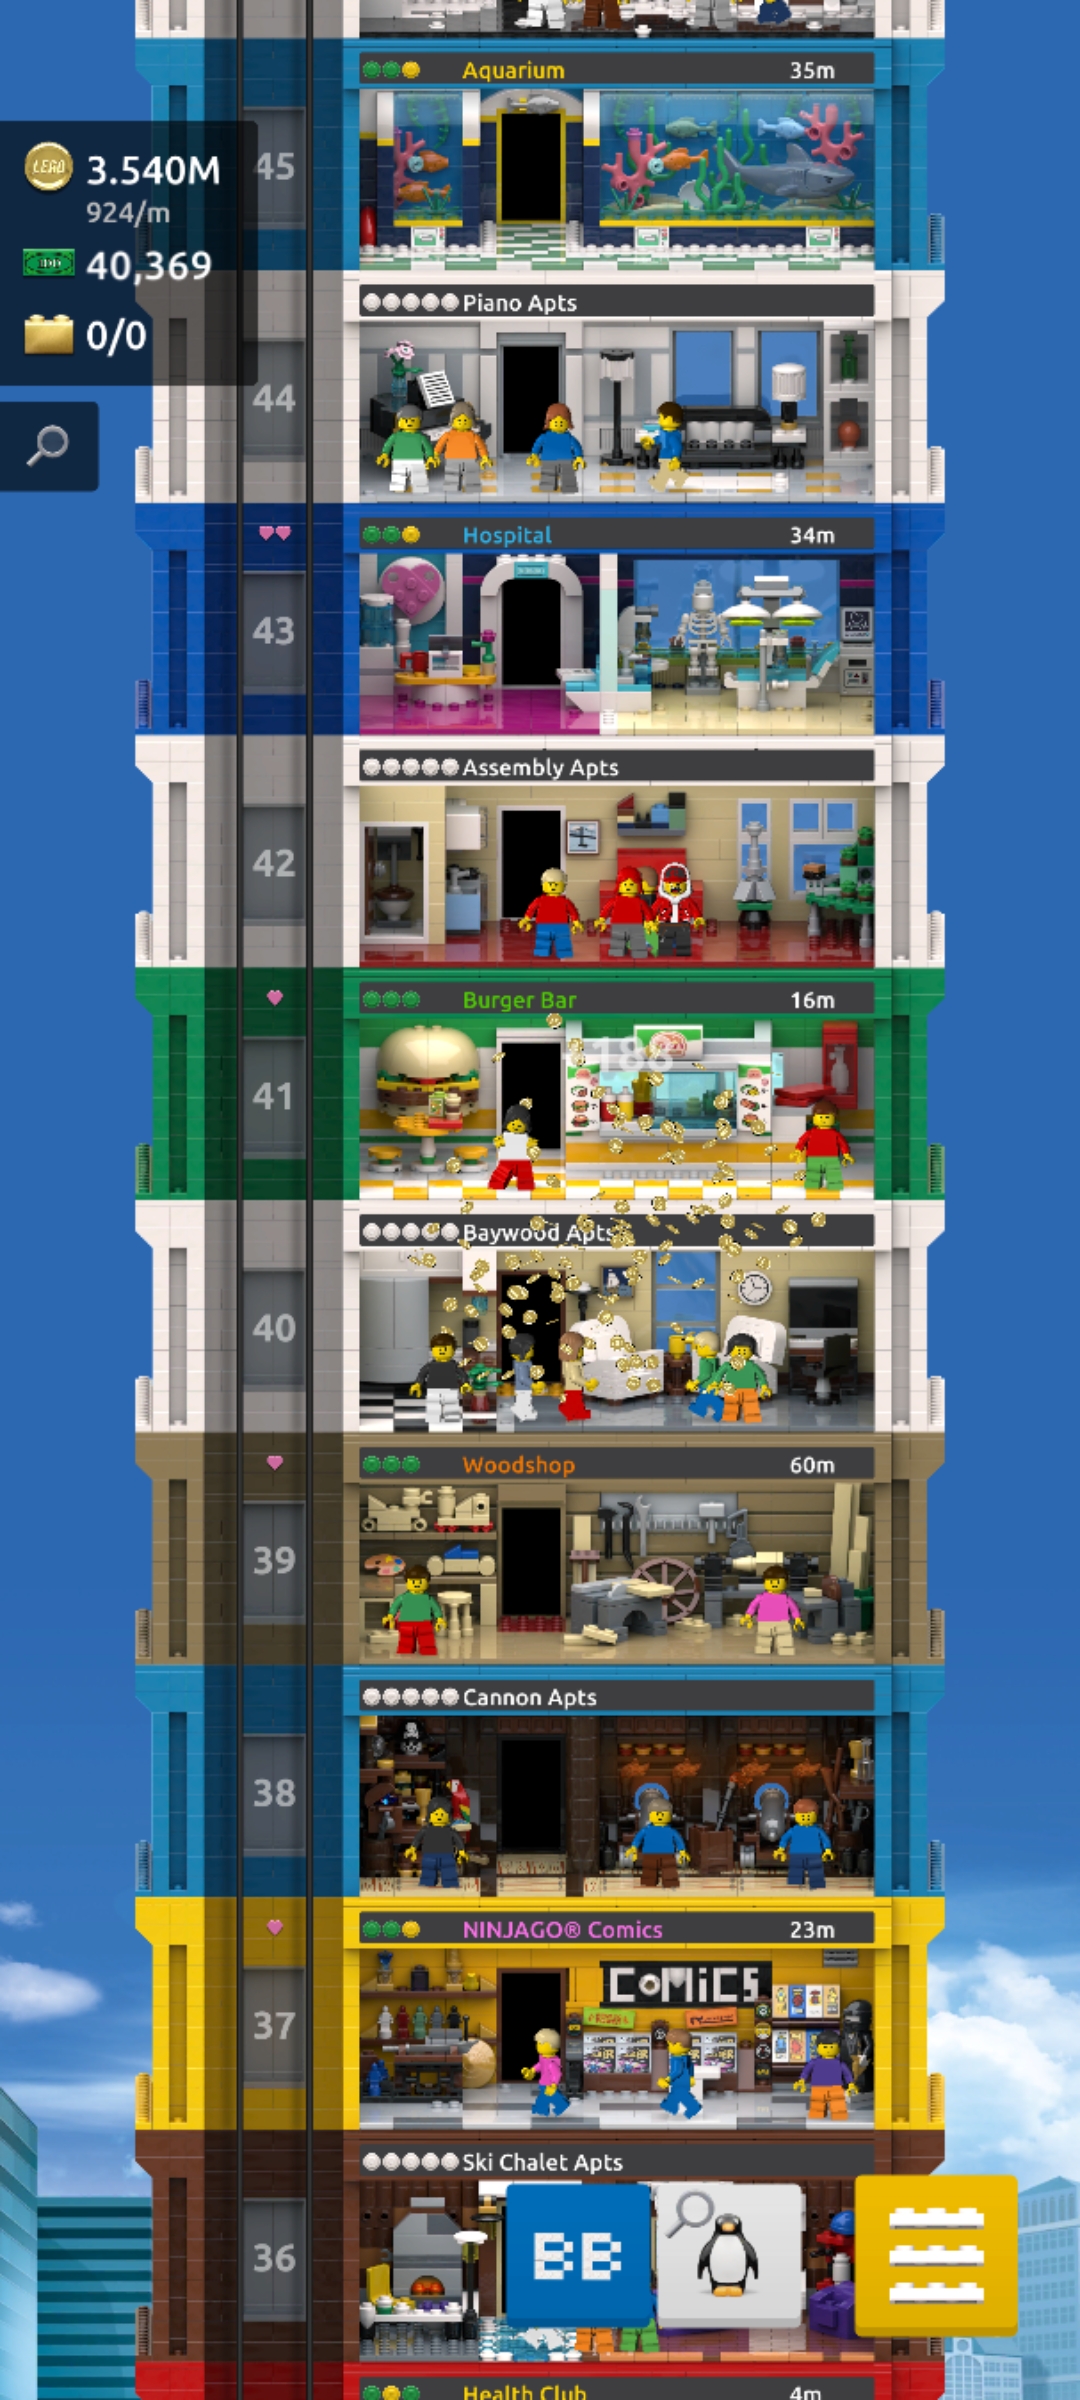 Aquarium 35m
LEGO 3.540M
45
924/m
40,369
Piano Apts
0/0
44
Hospital 34m
43
Assembly Apts
42
Burger Bar 16m
188
41
Baywood Apts
40
Woodshop 60m
39
Cannon Apts
38
NINJAGO® Comics 23m
COMiCS
37
Ski Chalet Apts
BB
36
Health Club 4m